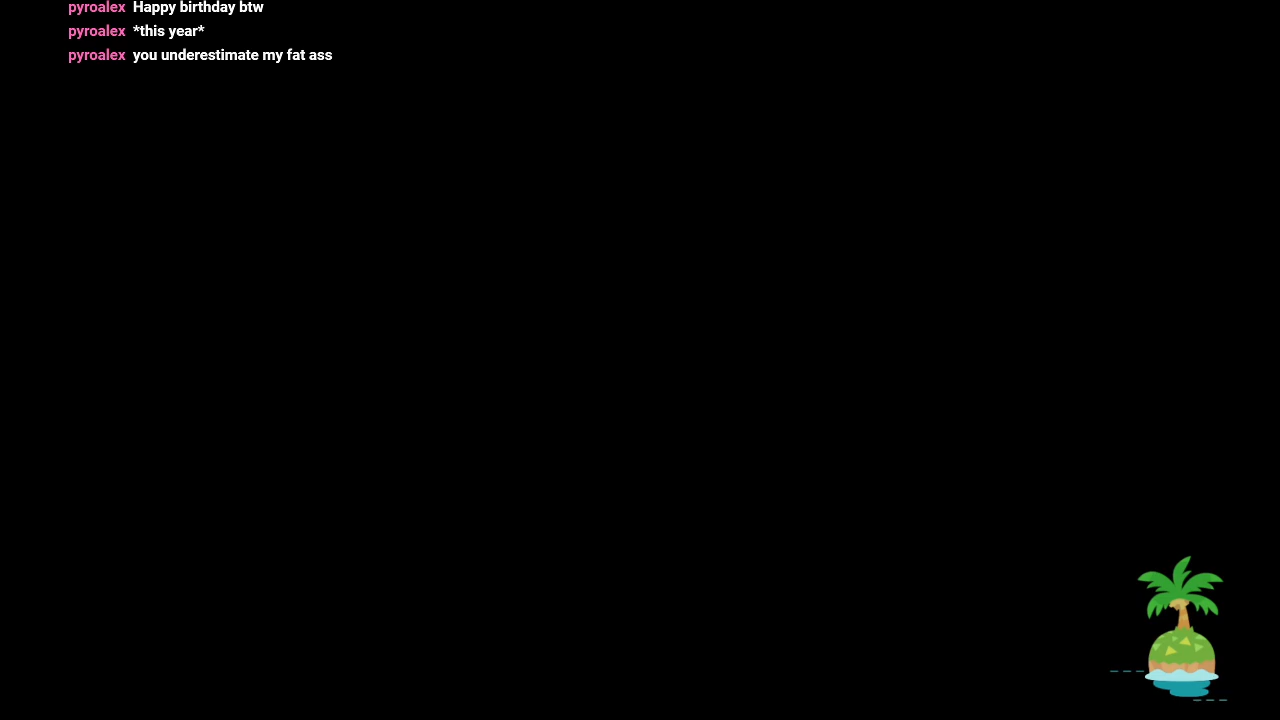 pyroalex Happy birthday btw
pyroalex *this year*
pyroalex you underestimate my fat ass